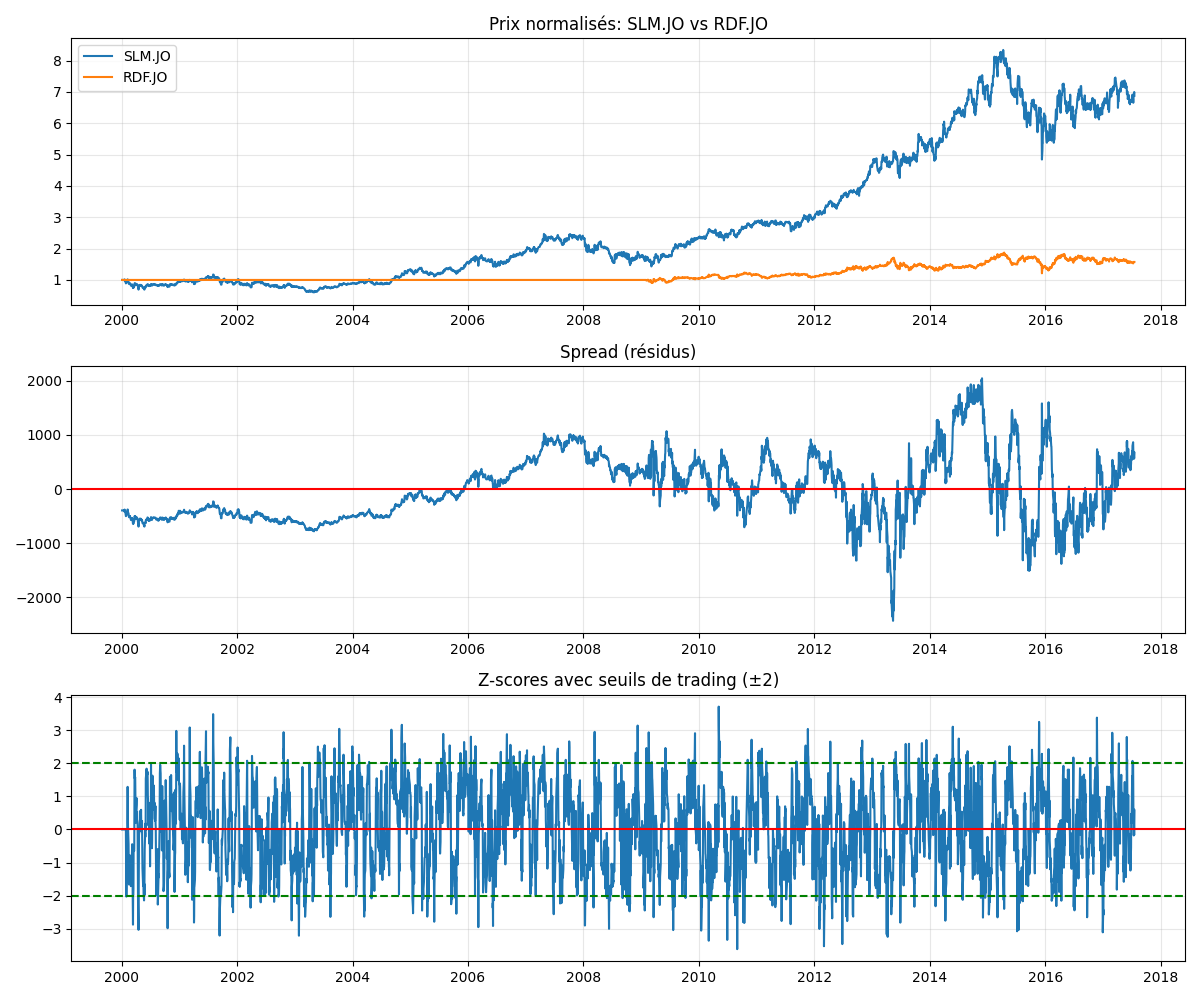 Prix normalisés: SLM.JO vs RDF.JO
SLM.JO
RDF.JO
8
7
6
5
4
3
2
1
2000 2002 2004 2006 2008 2010 2012 2014 2016 2018
Spread (résidus)
2000
1000
0
−1000
−2000
2000 2002 2004 2006 2008 2010 2012 2014 2016 2018
Z-scores avec seuils de trading (±2)
4
3
2
1
0
−1
−2
−3
2000 2002 2004 2006 2008 2010 2012 2014 2016 2018